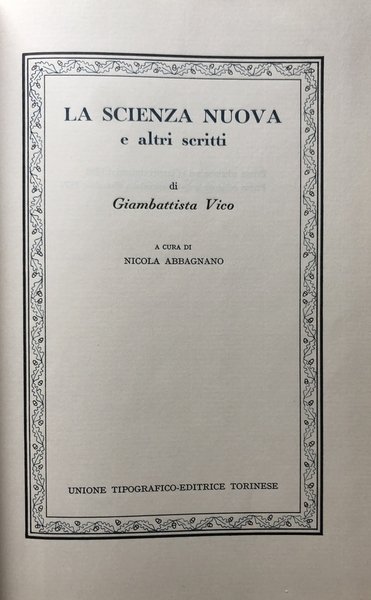 LA SCIENZA NUOVA
e altri scritti
di
Giambattista Vico
A CURA DI
NICOLA ABBAGNANO
UNIONE TIPOGRAFICO-EDITRICE TORINESE